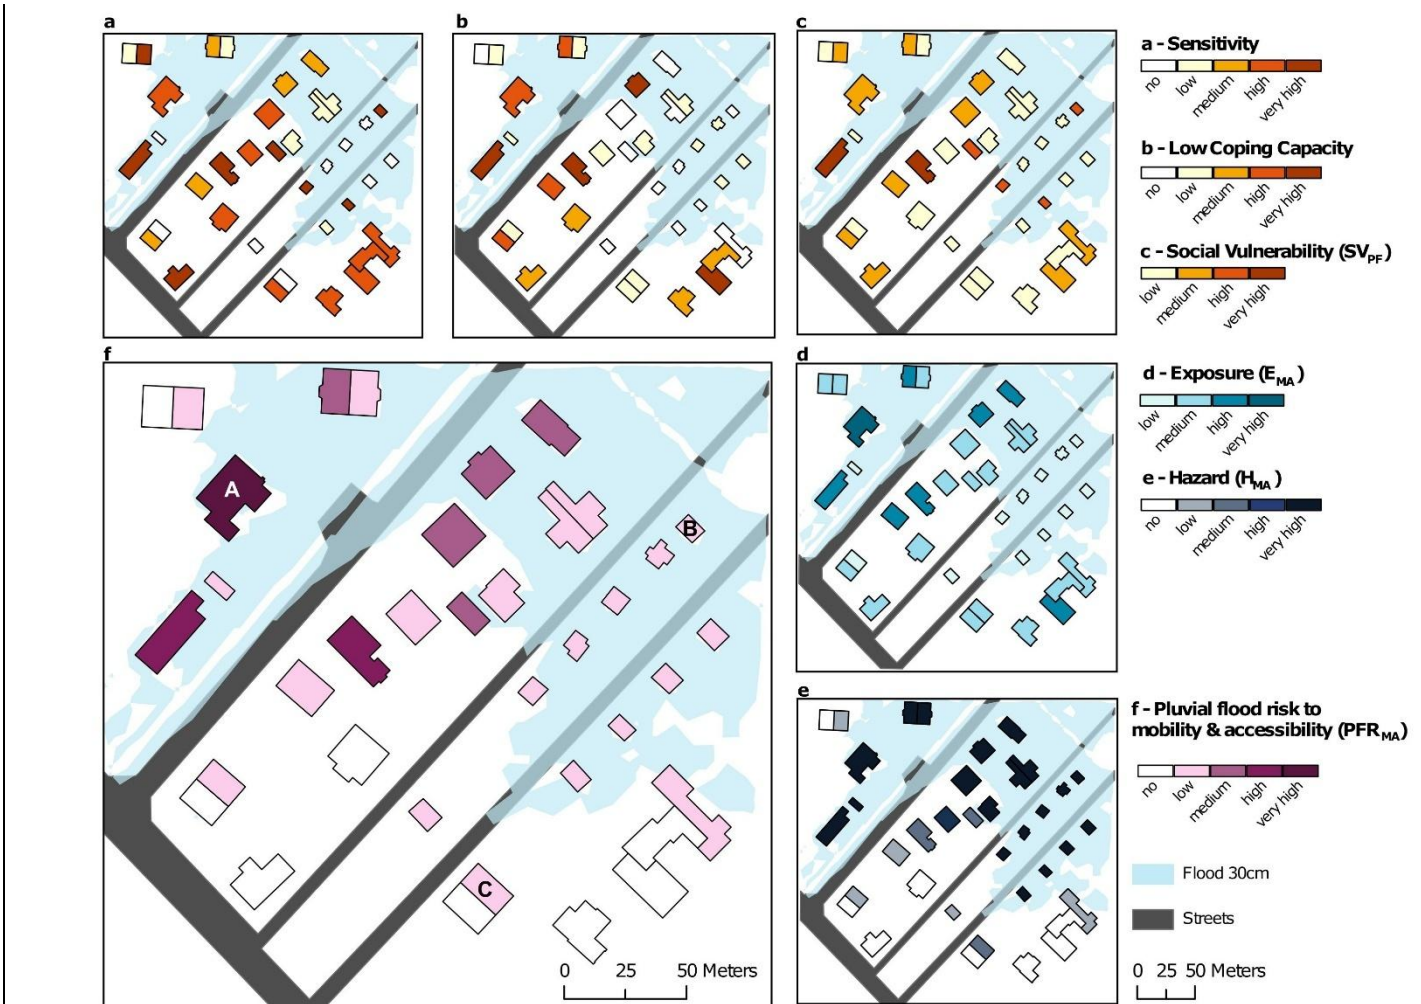 a
b
c
a - Sensitivity
no
low
medium
high
very high
b - Low Coping Capacity
no
low
medium
high
very high
c - Social Vulnerability (SVPF)
low
medium
high
very high
f
d
d - Exposure (EMA)
low
medium
high
very high
e - Hazard (HMA)
no
low
medium
high
very high
A
B
C
0 25 50 Meters
e
f - Pluvial flood risk to
mobility & accessibility (PFRMA)
no
low
medium
high
very high
Flood 30cm
Streets
0 25 50 Meters